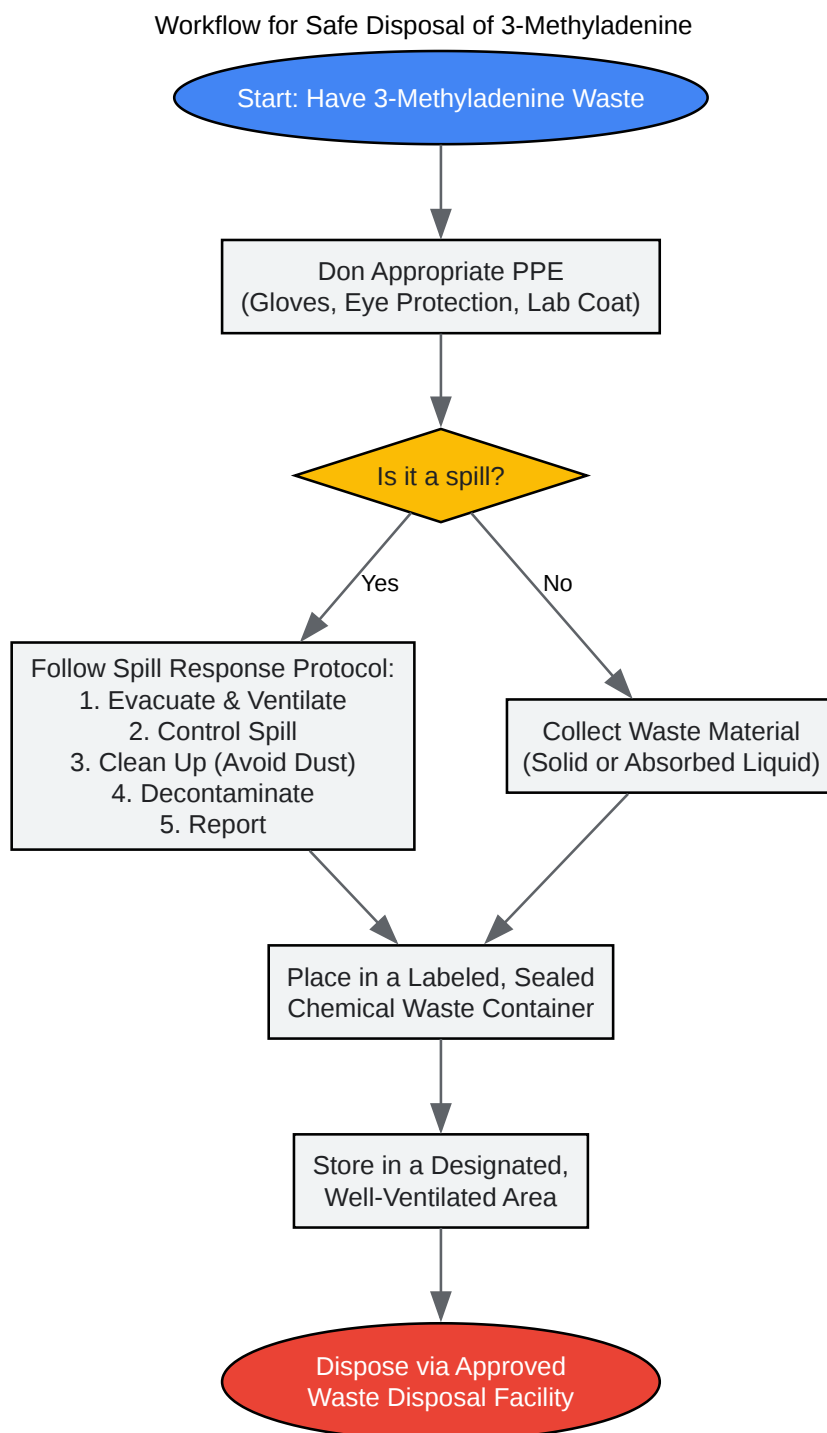 Workflow for Safe Disposal of 3-Methyladenine
Start: Have 3-Methyladenine Waste
Don Appropriate PPE
(Gloves, Eye Protection, Lab Coat)
Is it a spill?
Yes
No
Follow Spill Response Protocol:
1. Evacuate & Ventilate
2. Control Spill
3. Clean Up (Avoid Dust)
4. Decontaminate
5. Report
Collect Waste Material
(Solid or Absorbed Liquid)
Place in a Labeled, Sealed
Chemical Waste Container
Store in a Designated,
Well-Ventilated Area
Dispose via Approved
Waste Disposal Facility